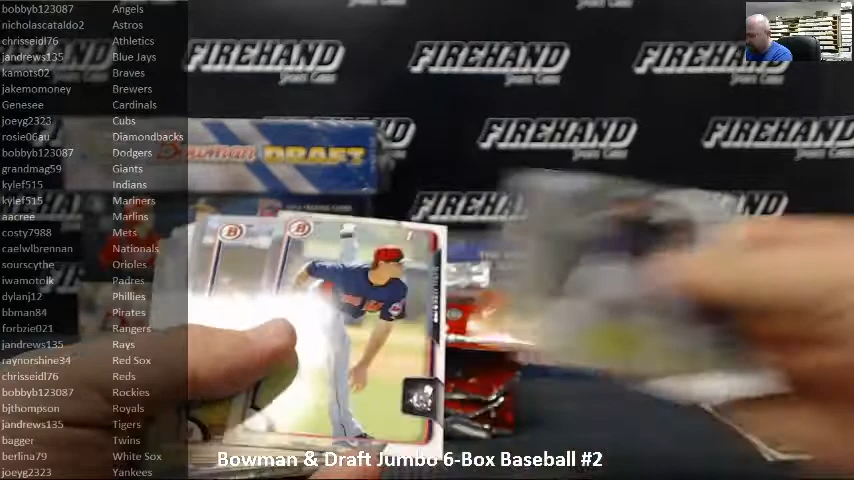 bobbyb123087 Angels
nicholascataldo2 Astros
chrisseidl76 Athletics
jandrews135 Blue Jays
kamots02 Braves
jakemomoney Brewers
Genesee Cardinals
joeyg2323 Cubs
rosie06au Diamondbacks
bobbyb123087 Dodgers
grandmag59 Giants
kylef515 Indians
kylef515 Mariners
aacree Marlins
costy7988 Mets
caelwlbrennan Nationals
sourscythe Orioles
iwamotolk Padres
dylanj12 Phillies
bbman84 Pirates
forbzie021 Rangers
jandrews135 Rays
raynorshine34 Red Sox
chrisseidl76 Reds
bobbyb123087 Rockies
bjthompson Royals
jandrews135 Tigers
bagger Twins
berlina79 White Sox
joeyg2323 Yankees
FIREHAND FIREHAND FIREHAND
FIREHAND FIREHAND
FIREHAND
Bowman DRAFT
B B
Bowman & Draft Jumbo 6-Box Baseball #2